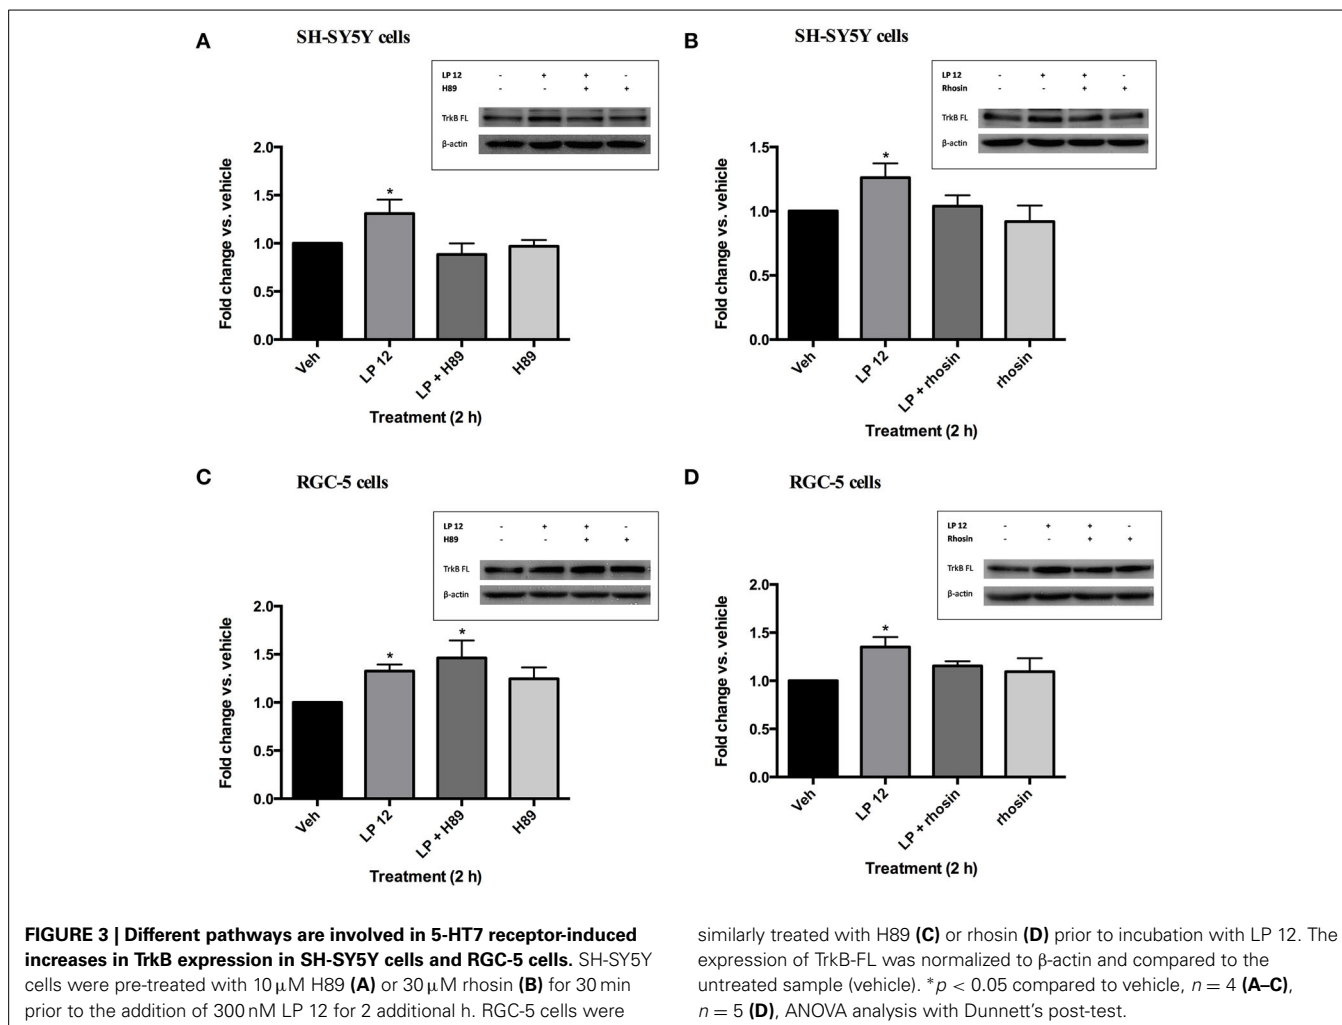 A SH-SY5Y cells
LP 12 - + + -
H89 - - + +
TrkB FL
β-actin
2.0
1.5
1.0
0.5
0.0
Fold change vs. vehicle
*
Veh LP 12 LP + H89 H89
Treatment (2 h)
B SH-SY5Y cells
LP 12 - + + -
Rhosin - - + +
TrkB FL
β-actin
1.5
1.0
0.5
0.0
Fold change vs. vehicle
*
Veh LP 12 LP + rhosin rhosin
Treatment (2 h)
C RGC-5 cells
LP 12 - + + -
H89 - - + +
TrkB FL
β-actin
2.0
1.5
1.0
0.5
0.0
Fold change vs. vehicle
* *
Veh LP 12 LP + H89 H89
Treatment (2 h)
D RGC-5 cells
LP 12 - + + -
Rhosin - - + +
TrkB FL
β-actin
2.0
1.5
1.0
0.5
0.0
Fold change vs. vehicle
*
Veh LP 12 LP + rhosin rhosin
Treatment (2 h)
FIGURE 3 | Different pathways are involved in 5-HT7 receptor-induced
increases in TrkB expression in SH-SY5Y cells and RGC-5 cells. SH-SY5Y
cells were pre-treated with 10 μM H89 (A) or 30 μM rhosin (B) for 30 min
prior to the addition of 300 nM LP 12 for 2 additional h. RGC-5 cells were
similarly treated with H89 (C) or rhosin (D) prior to incubation with LP 12. The
expression of TrkB-FL was normalized to β-actin and compared to the
untreated sample (vehicle). *p < 0.05 compared to vehicle, n = 4 (A–C),
n = 5 (D), ANOVA analysis with Dunnett's post-test.